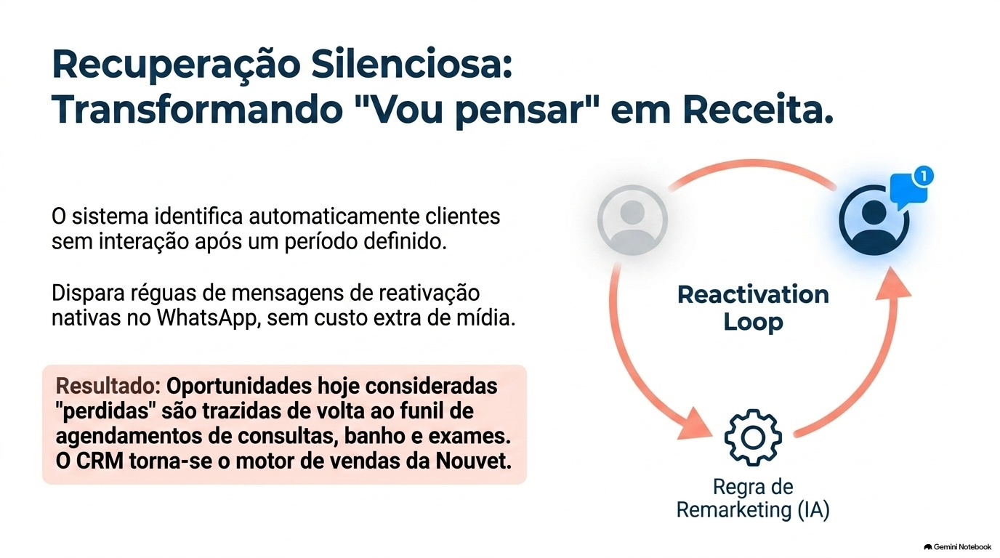 Recuperação Silenciosa:
Transformando "Vou pensar" em Receita.
O sistema identifica automaticamente clientes
sem interação após um período definido.
Dispara réguas de mensagens de reativação
nativas no WhatsApp, sem custo extra de mídia.
Resultado: Oportunidades hoje consideradas
"perdidas" são trazidas de volta ao funil de
agendamentos de consultas, banho e exames.
O CRM torna-se o motor de vendas da Nouvet.
1
Reactivation
Loop
Regra de
Remarketing (IA)
Gemini Notebook